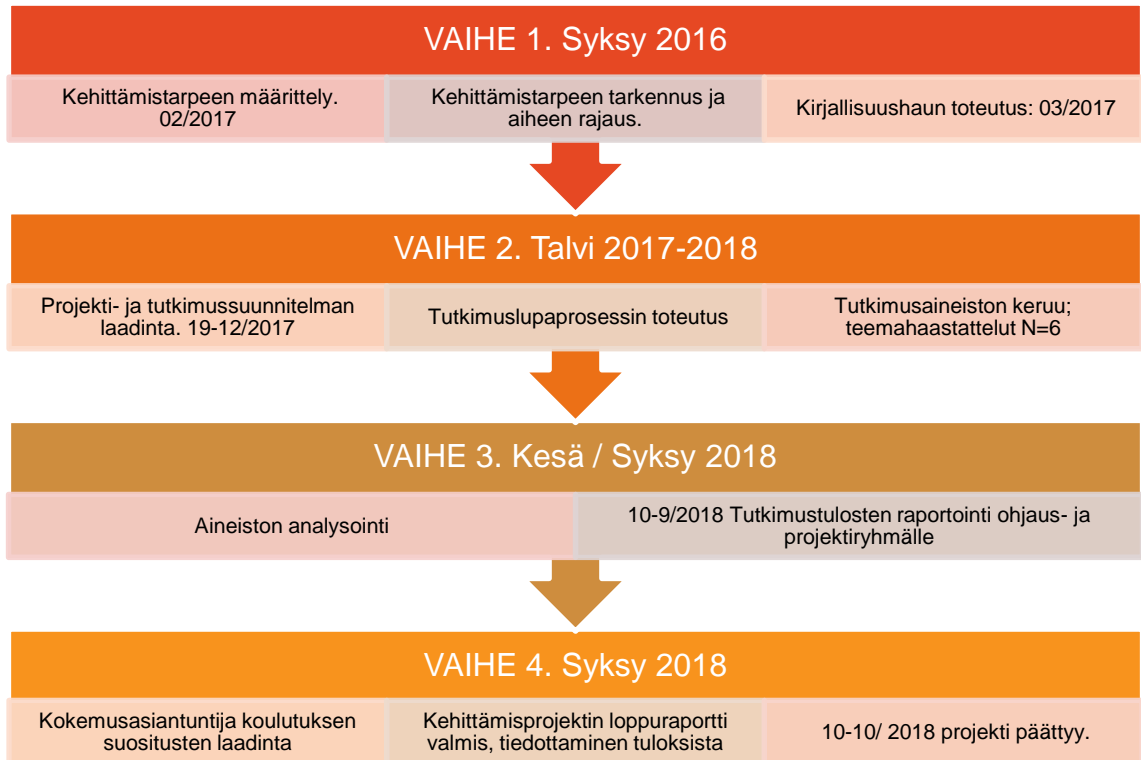 VAIHE 1. Syksy 2016
Kehittämistarpeen määrittely.
02/2017
Kehittämistarpeen tarkennus ja
aiheen rajaus.
Kirjallisuushaun toteutus: 03/2017
VAIHE 2. Talvi 2017-2018
Projekti- ja tutkimussuunnitelman
laadinta. 19-12/2017
Tutkimuslupaprosessin toteutus
Tutkimusaineiston keruu;
teemahaastattelut N=6
VAIHE 3. Kesä / Syksy 2018
Aineiston analysointi
10-9/2018 Tutkimustulosten raportointi ohjaus- ja
projektiryhmälle
VAIHE 4. Syksy 2018
Kokemusasiantuntija koulutuksen
suositusten laadinta
Kehittämisprojektin loppuraportti
valmis, tiedottaminen tuloksista
10-10/ 2018 projekti päättyy.